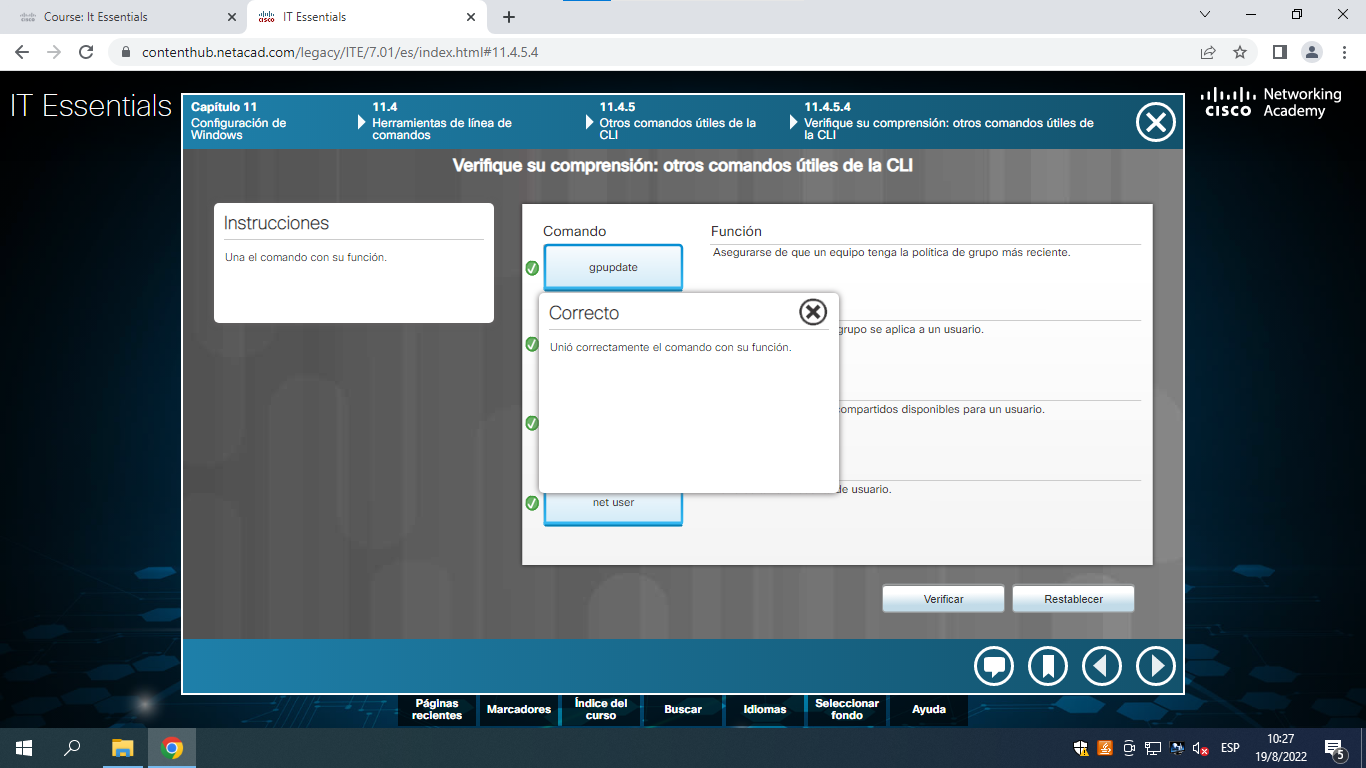 Course: It Essentials
IT Essentials
contenthub.netacad.com/legacy/ITE/7.01/es/index.html#11.4.5.4
IT Essentials
Capítulo 11
Configuración de
Windows
11.4
Herramientas de línea de
comandos
11.4.5
Otros comandos útiles de la
CLI
11.4.5.4
Verifique su comprensión: otros comandos útiles de
la CLI
cisco
Networking
Academy
Verifique su comprensión: otros comandos útiles de la CLI
Instrucciones
Una el comando con su función.
Comando
Función
gpupdate
Asegurarse de que un equipo tenga la política de grupo más reciente.
Correcto
Unió correctamente el comando con su función.
grupo se aplica a un usuario.
compartidos disponibles para un usuario.
de usuario.
net user
Verificar
Restablecer
Páginas
recientes
Marcadores
Índice del
curso
Buscar
Idiomas
Seleccionar
fondo
Ayuda
ESP
10:27
19/8/2022
5